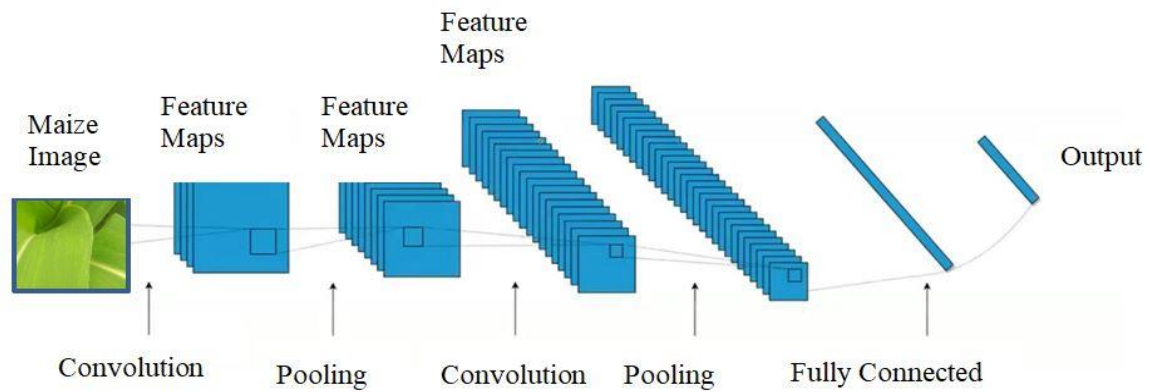 Feature
Maps
Feature
Maps
Feature
Maps
Maize
Image
Output
Convolution
Pooling
Convolution
Pooling
Fully Connected